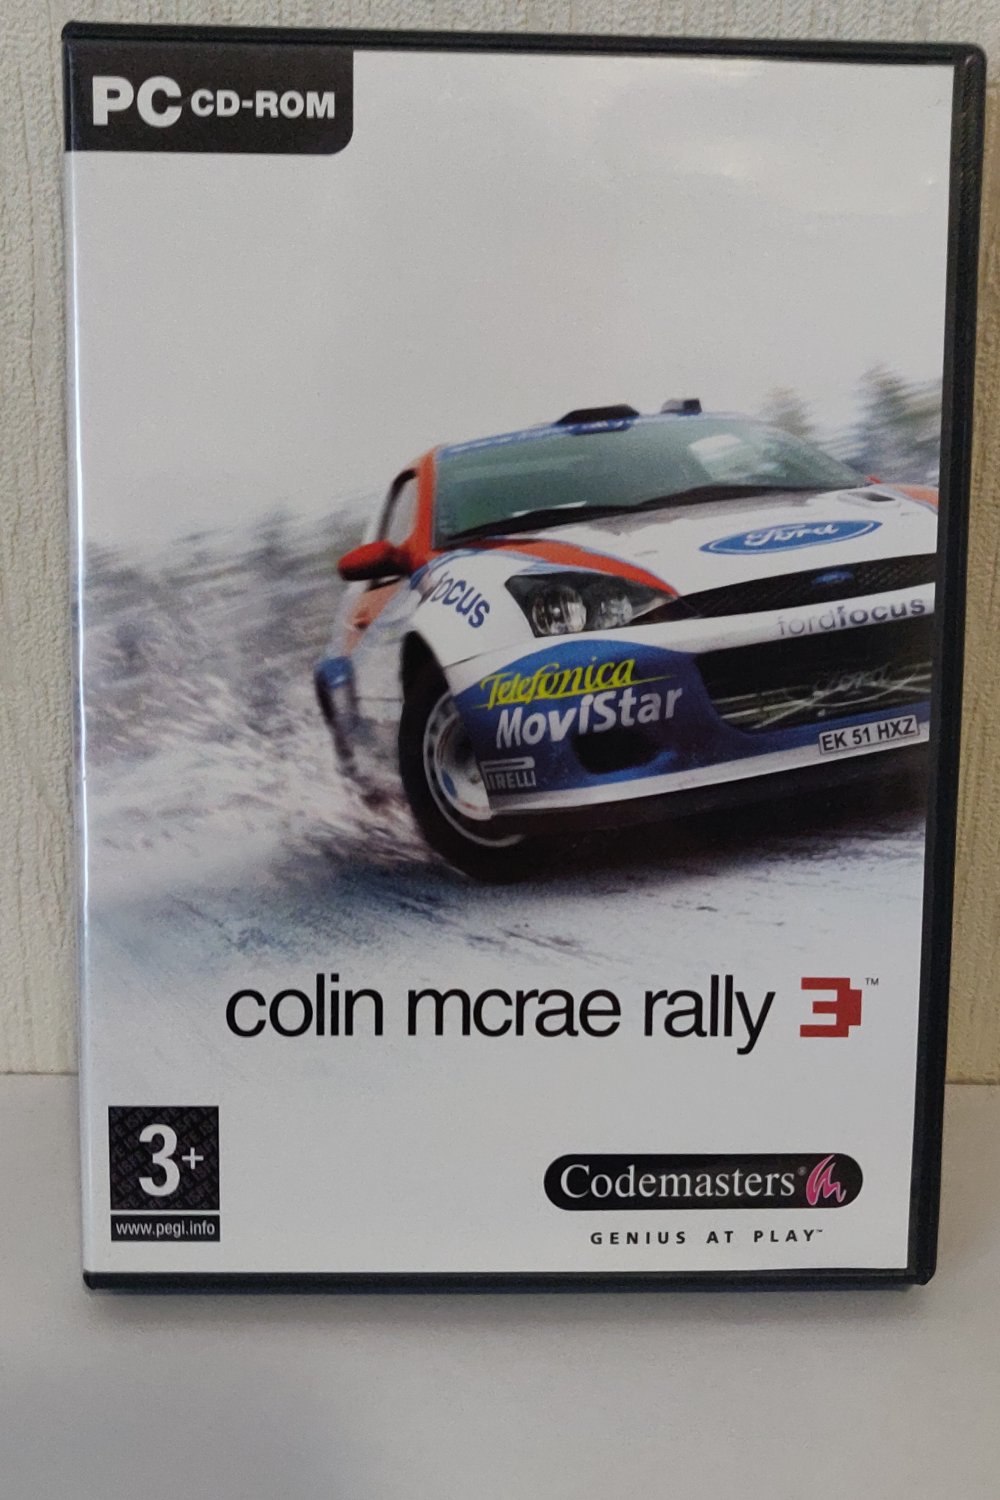 PC CD-ROM
Ford
focus
fordfocus
Telefonica
MoviStar
EK 51 HXZ
PIRELLI
colin mcrae rally 3™
3+
www.pegi.info
Codemasters®
GENIUS AT PLAY™